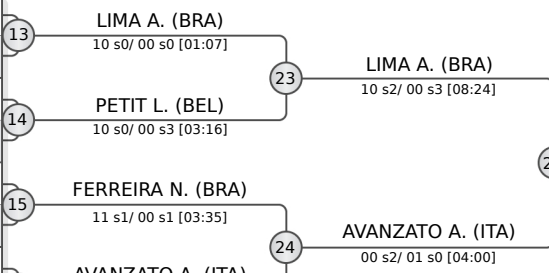 LIMA A. (BRA)
13
10 s0/ 00 s0 [01:07]
LIMA A. (BRA)
23
10 s2/ 00 s3 [08:24]
PETIT L. (BEL)
14
10 s0/ 00 s3 [03:16]
FERREIRA N. (BRA)
15
11 s1/ 00 s1 [03:35]
AVANZATO A. (ITA)
24
00 s2/ 01 s0 [04:00]
AVANZATO A. (ITA)